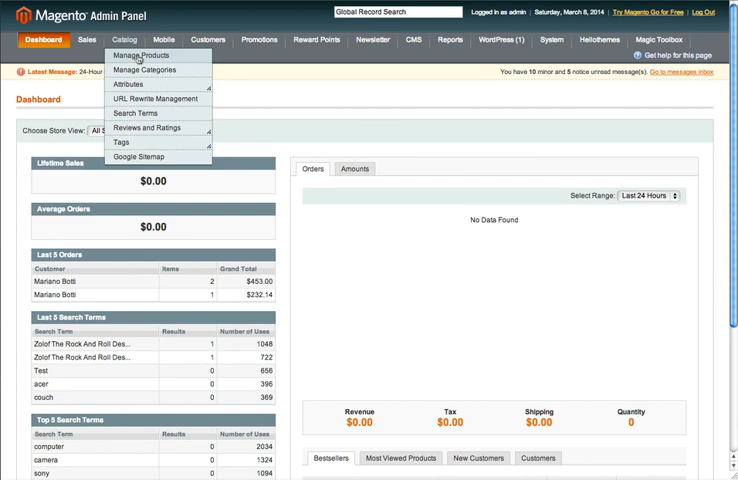 Magento Admin Panel
Global Record Search
Logged in as admin | Saturday, March 8, 2014 | Try Magento Go for Free | Log Out
Dashboard Sales Catalog Mobile Customers Promotions Reward Points Newsletter CMS Reports WordPress (1) System Hellothemes Magic Toolbox
Manage Products
Get help for this page
Manage Categories
Latest Message: 24-Hour
You have 10 minor and 5 notice unread messages. Go to messages inbox
Attributes
URL Rewrite Management
Dashboard
Search Terms
Reviews and Ratings
Choose Store View: All S
Tags
Google Sitemap
Lifetime Sales
$0.00
Orders Amounts
Select Range: Last 24 Hours
Average Orders
No Data Found
$0.00
Last 5 Orders
Customer Items Grand Total
Mariano Botti 2 $453.00
Mariano Botti 1 $232.14
Last 5 Search Terms
Search Term Results Number of Uses
Zolof The Rock And Roll Des... 1 1048
Zolof The Rock And Roll Des... 1 722
Test 0 656
acer 0 396
couch 0 369
Revenue Tax Shipping Quantity
$0.00 $0.00 $0.00 0
Top 5 Search Terms
Search Term Results Number of Uses
computer 0 2034
Bestsellers Most Viewed Products New Customers Customers
camera 0 1324
sony 0 1094